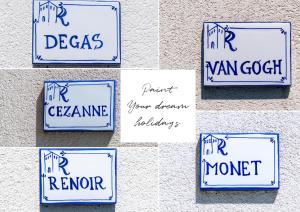 R
DEGAS
R
VAN GOGH
R
CEZANNE
Paint
Your dream
holidays
R
RENOIR
R
MONET